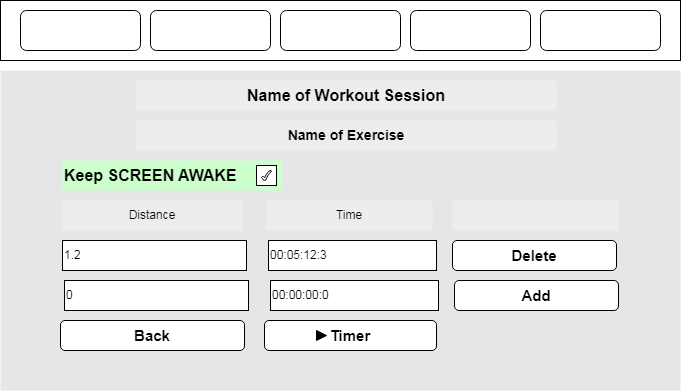 Name of Workout Session
Name of Exercise
Keep SCREEN AWAKE
Distance Time
1.2 00:05:12:3 Delete
0 00:00:00:0 Add
Back Timer